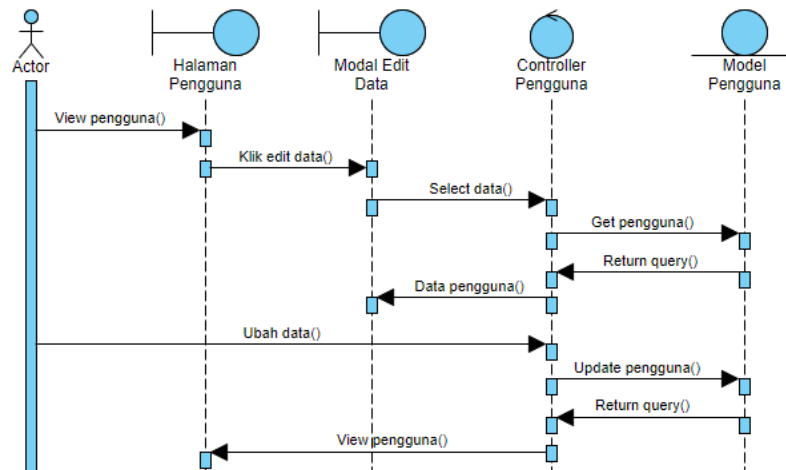 Actor
Halaman
Pengguna
Modal Edit
Data
Controller
Pengguna
Model
Pengguna
View pengguna()
Klik edit data()
Select data()
Get pengguna()
Return query()
Data pengguna()
Ubah data()
Update pengguna()
Return query()
View pengguna()